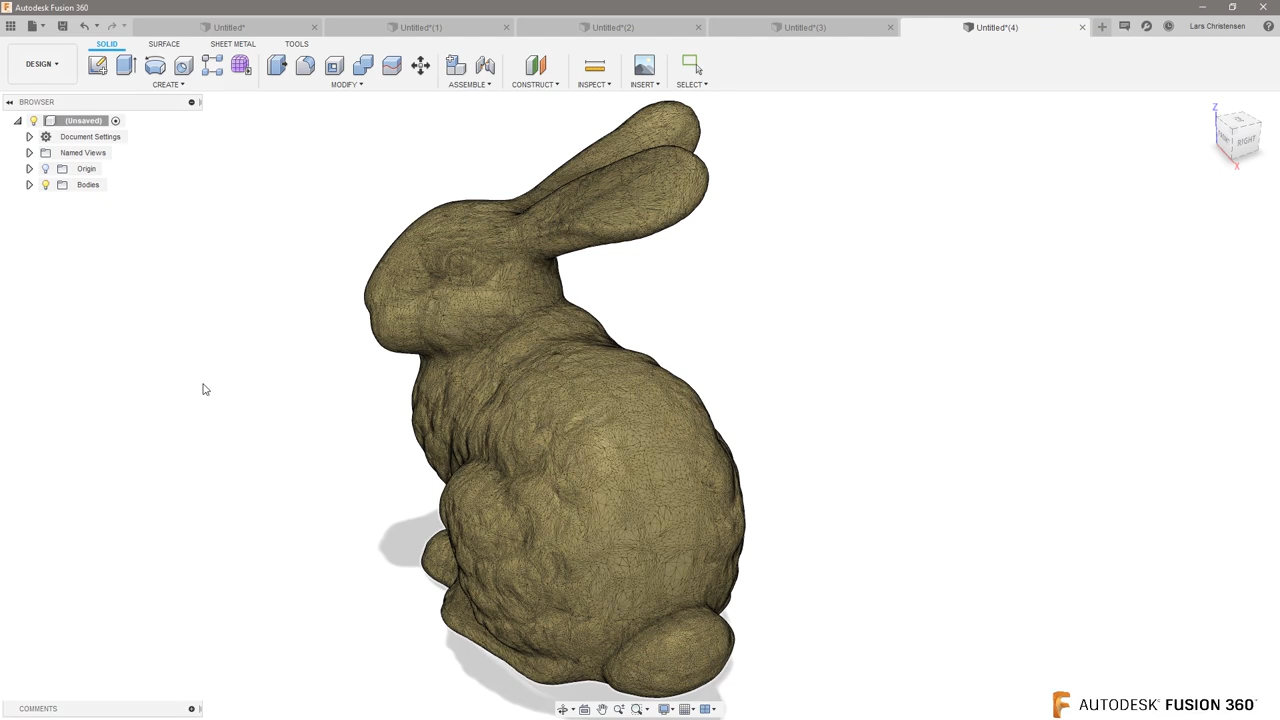 Autodesk Fusion 360
Untitled*
Untitled*(1)
Untitled*(2)
Untitled*(3)
Untitled*(4)
Lars Christensen
DESIGN
SOLID
SURFACE
SHEET METAL
TOOLS
CREATE
MODIFY
ASSEMBLE
CONSTRUCT
INSPECT
INSERT
SELECT
BROWSER
(Unsaved)
Document Settings
Named Views
Origin
Bodies
Z
RIGHT
X
COMMENTS
AUTODESK FUSION 360